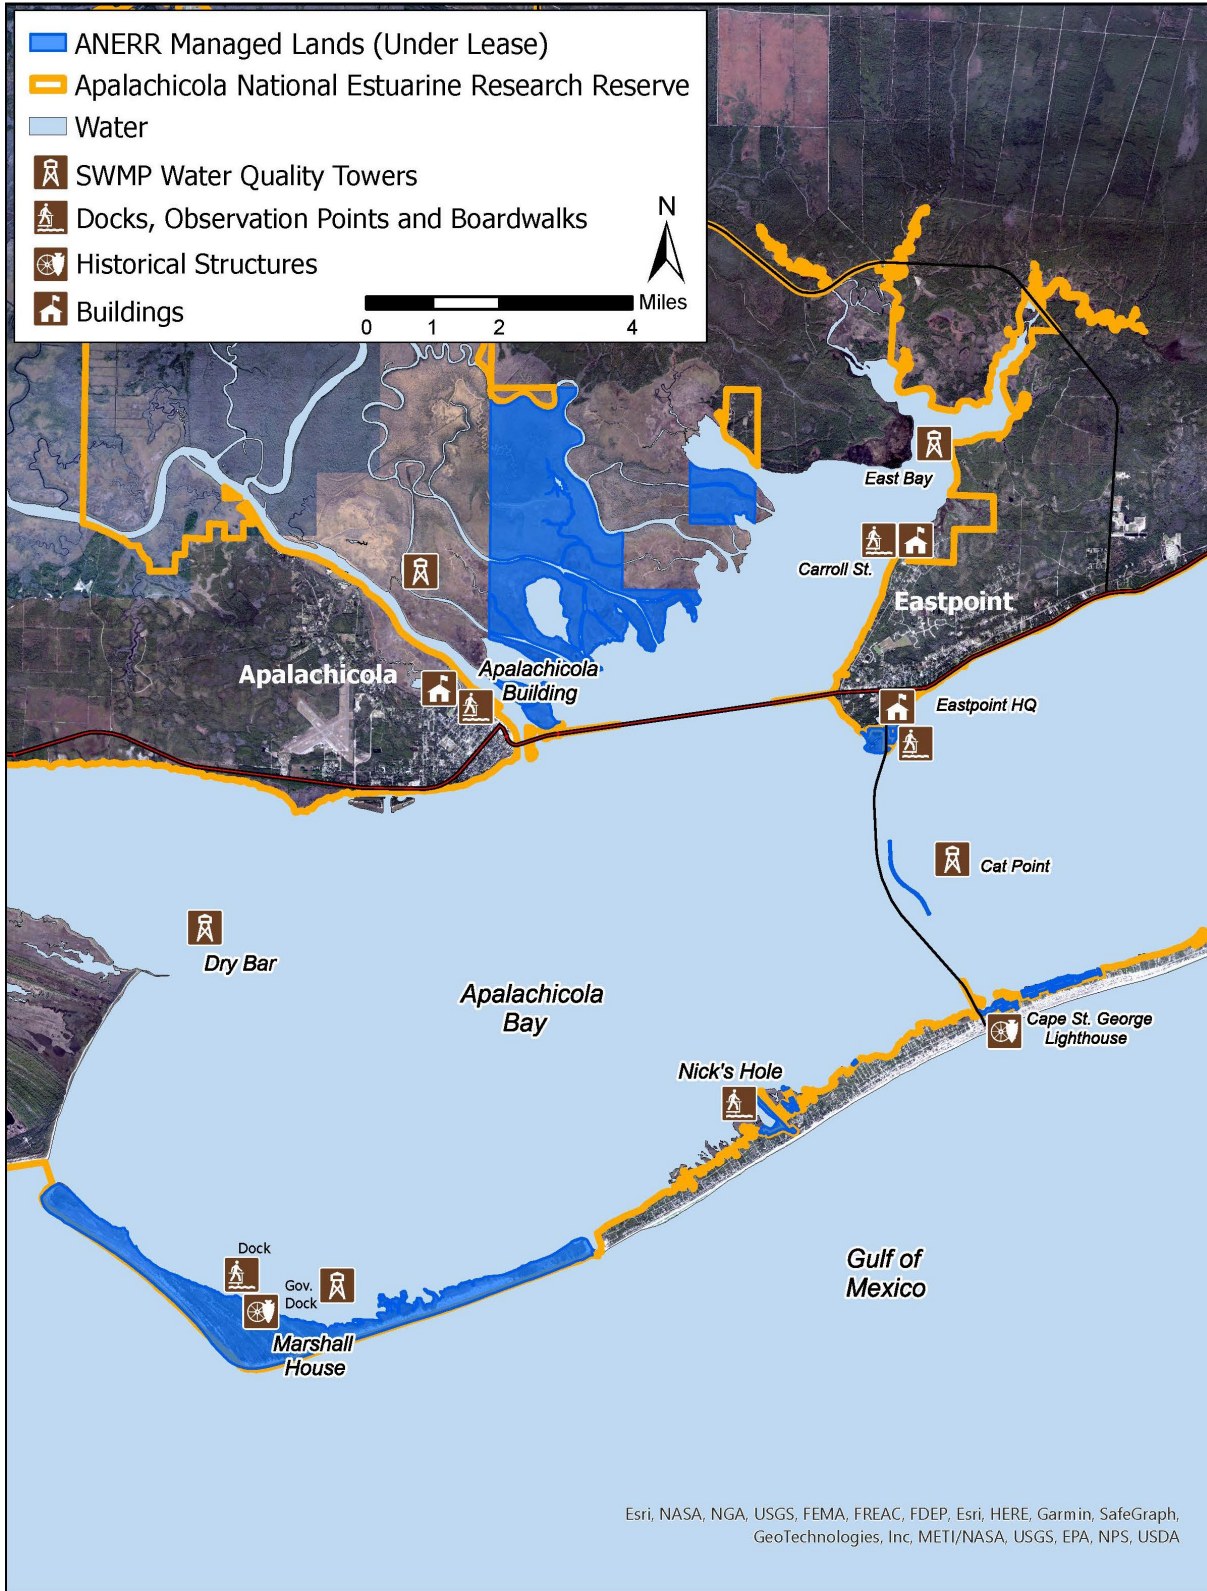 ANERR Managed Lands (Under Lease)
Apalachicola National Estuarine Research Reserve
Water
SWMP Water Quality Towers
Docks, Observation Points and Boardwalks
Historical Structures
Buildings
N
Miles
0 1 2 4
East Bay
Carroll St.
Eastpoint
Apalachicola
Apalachicola
Building
Eastpoint HQ
Cat Point
Dry Bar
Apalachicola
Bay
Cape St. George
Lighthouse
Nick's Hole
Gulf of
Mexico
Dock
Gov.
Dock
Marshall
House
Esri, NASA, NGA, USGS, FEMA, FREAC, FDEP, Esri, HERE, Garmin, SafeGraph,
GeoTechnologies, Inc, METI/NASA, USGS, EPA, NPS, USDA